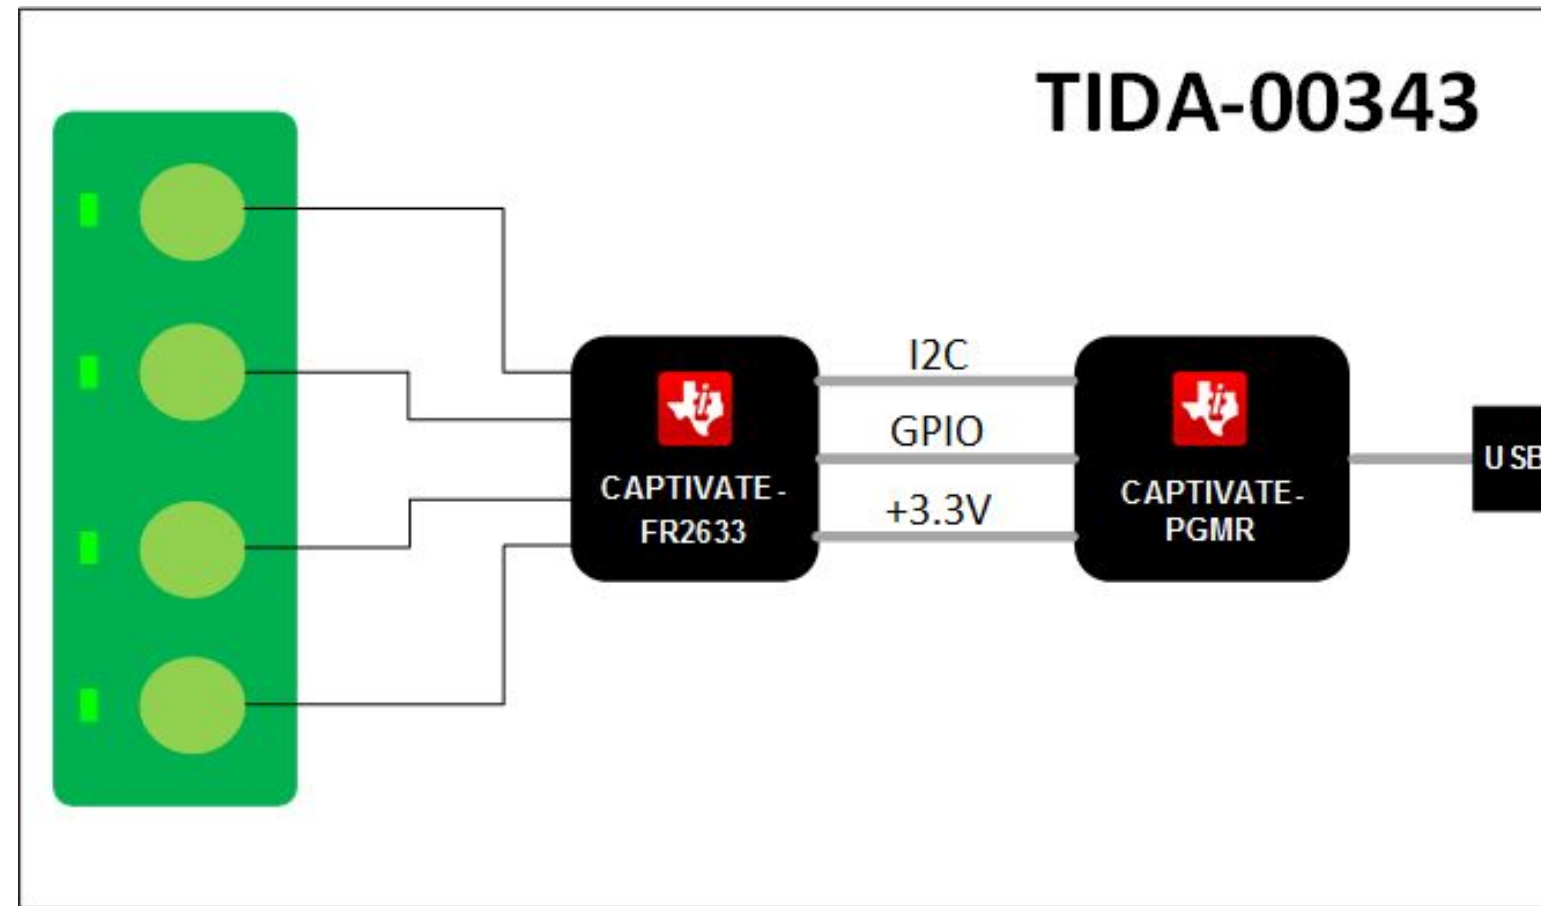 TIDA-00343
I2C
GPIO
+3.3V
CAPTIVATE-
FR2633
CAPTIVATE-
PGMR
USB